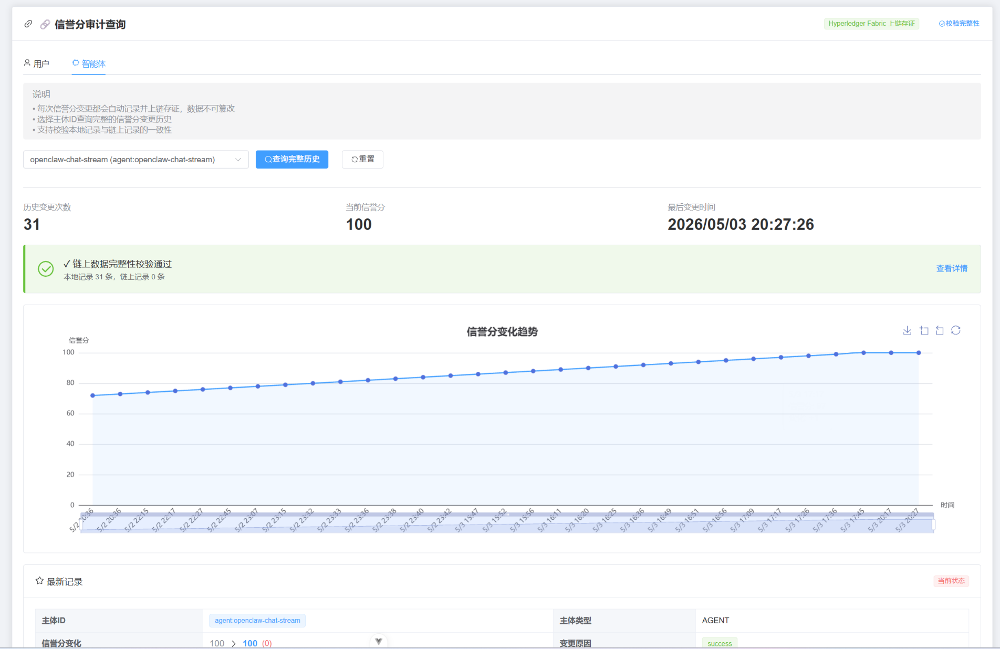 信誉分审计查询
Hyperledger Fabric 上链存证
校验完整性
用户
智能体
说明
• 每次信誉分变更都会自动记录并上链存证，数据不可篡改
• 选择主体ID查询完整的信誉分变更历史
• 支持校验本地记录与链上记录的一致性
openclaw-chat-stream (agent:openclaw-chat-stream)
查询完整历史
重置
历史变更次数
31
当前信誉分
100
最后变更时间
2026/05/03 20:27:26
✓ 链上数据完整性校验通过
本地记录 31 条，链上记录 0 条
查看详情
信誉分变化趋势
信誉分
100
80
60
40
20
0
时间
5/2 20:36
5/2 20:36
5/2 22:15
5/2 22:17
5/2 22:27
5/2 22:45
5/2 23:07
5/2 23:15
5/2 23:32
5/2 23:33
5/2 23:36
5/2 23:38
5/2 23:40
5/2 23:42
5/3 15:47
5/3 15:52
5/3 15:56
5/3 16:11
5/3 16:20
5/3 16:25
5/3 16:36
5/3 16:49
5/3 16:51
5/3 16:56
5/3 17:09
5/3 17:17
5/3 17:26
5/3 17:36
5/3 17:45
5/3 20:17
5/3 20:27
最新记录
当前状态
主体ID
agent:openclaw-chat-stream
主体类型
AGENT
信誉分变化
100 > 100 (0)
变更原因
success